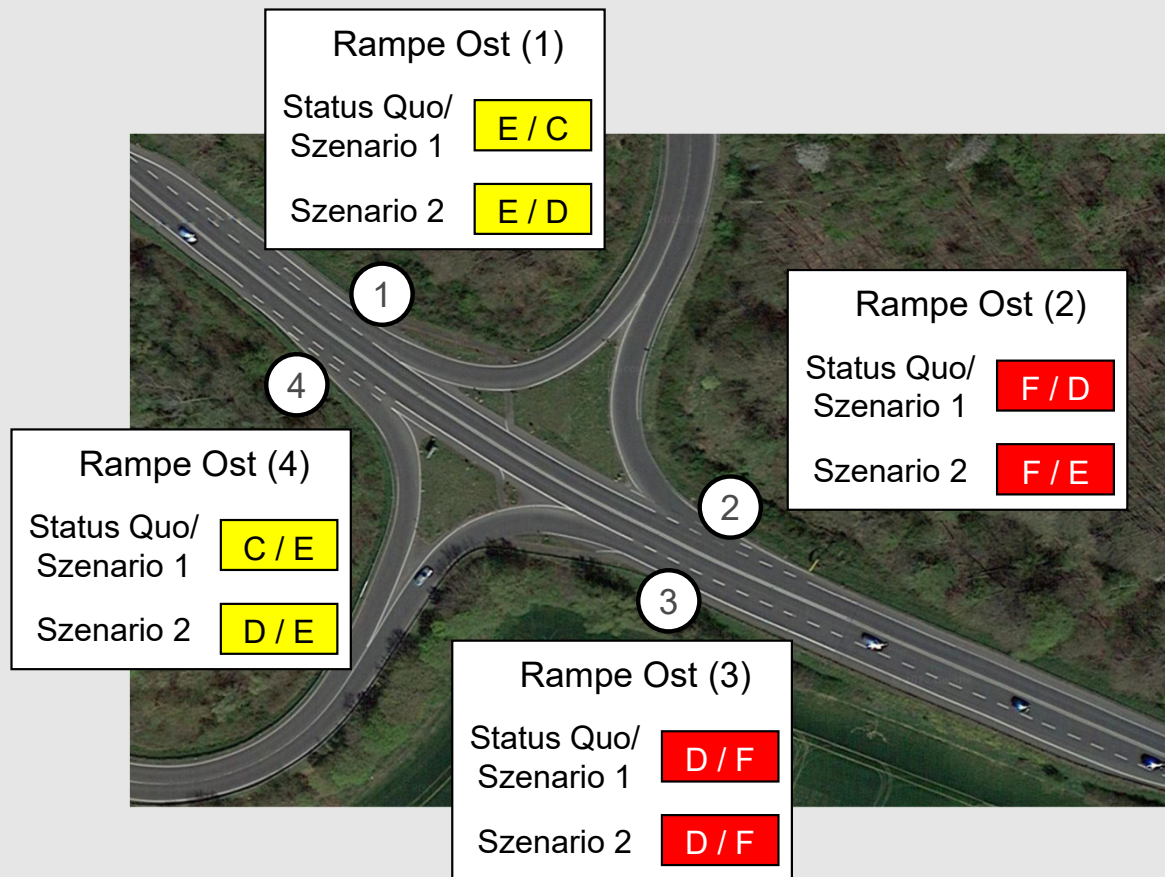 Rampe Ost (1)
Status Quo/
Szenario 1
E / C
Szenario 2
E / D
1
Rampe Ost (2)
Status Quo/
Szenario 1
F / D
Szenario 2
F / E
4
Rampe Ost (4)
Status Quo/
Szenario 1
C / E
Szenario 2
D / E
2
3
Rampe Ost (3)
Status Quo/
Szenario 1
D / F
Szenario 2
D / F